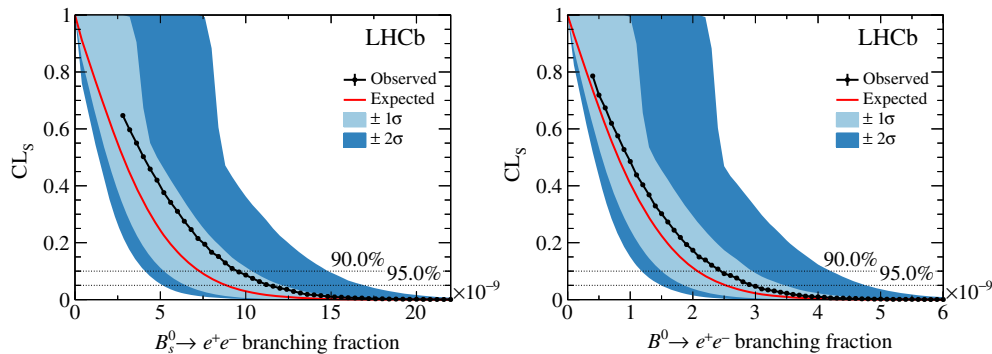 1
0.8
0.6
0.4
0.2
0
CL_S
LHCb
Observed
Expected
± 1σ
± 2σ
90.0%
95.0%
×10⁻⁹
0 5 10 15 20
B⁰ₛ → e⁺e⁻ branching fraction
1
0.8
0.6
0.4
0.2
0
CL_S
LHCb
Observed
Expected
± 1σ
± 2σ
90.0%
95.0%
×10⁻⁹
0 1 2 3 4 5 6
B⁰ → e⁺e⁻ branching fraction